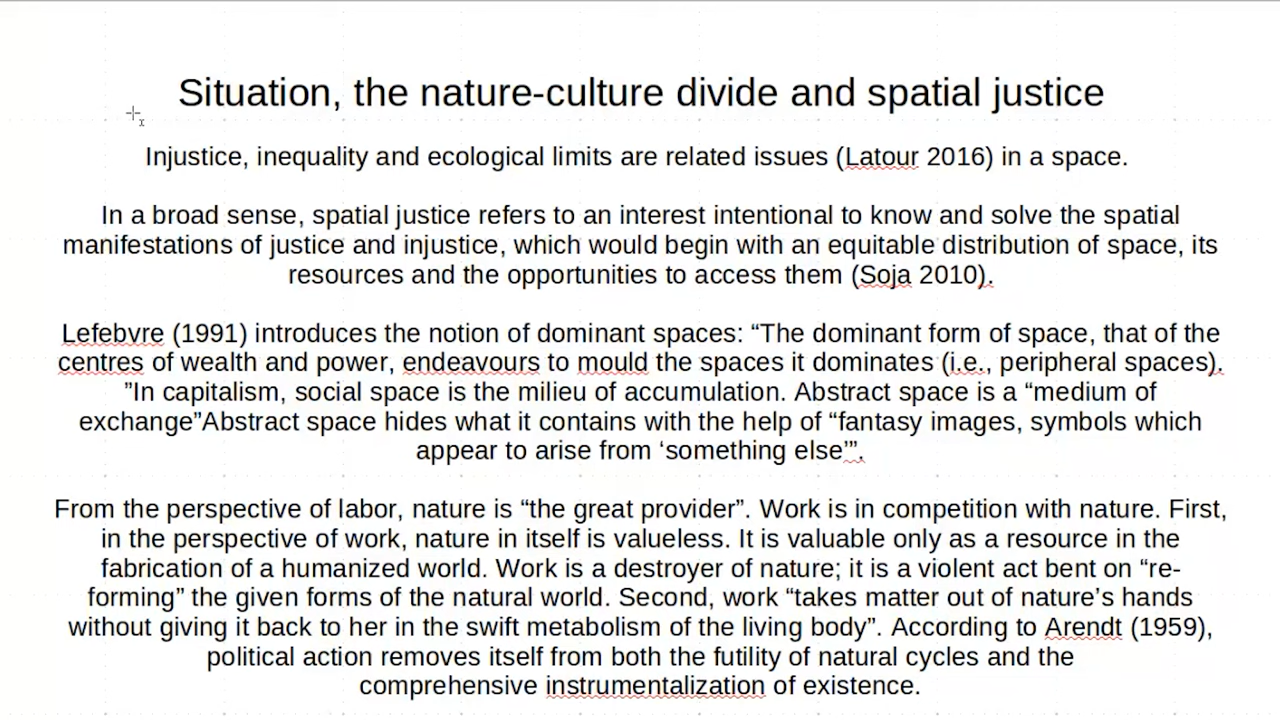 Situation, the nature-culture divide and spatial justice
Injustice, inequality and ecological limits are related issues (Latour 2016) in a space.
In a broad sense, spatial justice refers to an interest intentional to know and solve the spatial
manifestations of justice and injustice, which would begin with an equitable distribution of space, its
resources and the opportunities to access them (Soja 2010).
Lefebvre (1991) introduces the notion of dominant spaces: “The dominant form of space, that of the
centres of wealth and power, endeavours to mould the spaces it dominates (i.e., peripheral spaces).
”In capitalism, social space is the milieu of accumulation. Abstract space is a “medium of
exchange”Abstract space hides what it contains with the help of “fantasy images, symbols which
appear to arise from ‘something else’”.
From the perspective of labor, nature is “the great provider”. Work is in competition with nature. First,
in the perspective of work, nature in itself is valueless. It is valuable only as a resource in the
fabrication of a humanized world. Work is a destroyer of nature; it is a violent act bent on “re-
forming” the given forms of the natural world. Second, work “takes matter out of nature’s hands
without giving it back to her in the swift metabolism of the living body”. According to Arendt (1959),
political action removes itself from both the futility of natural cycles and the
comprehensive instrumentalization of existence.